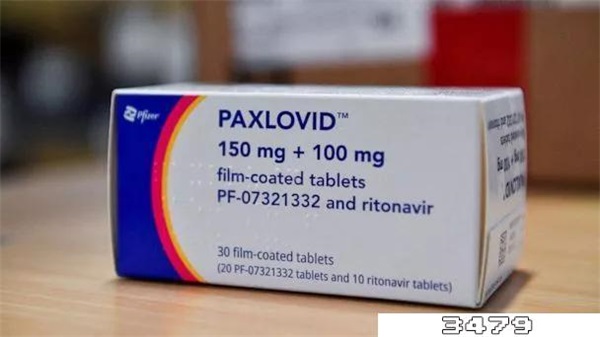 Pfizer
PAXLOVID™
150 mg + 100 mg
film-coated tablets
PF-07321332 and ritonavir
30 film-coated tablets
(20 PF-07321332 tablets and 10 ritonavir tablets)
3479